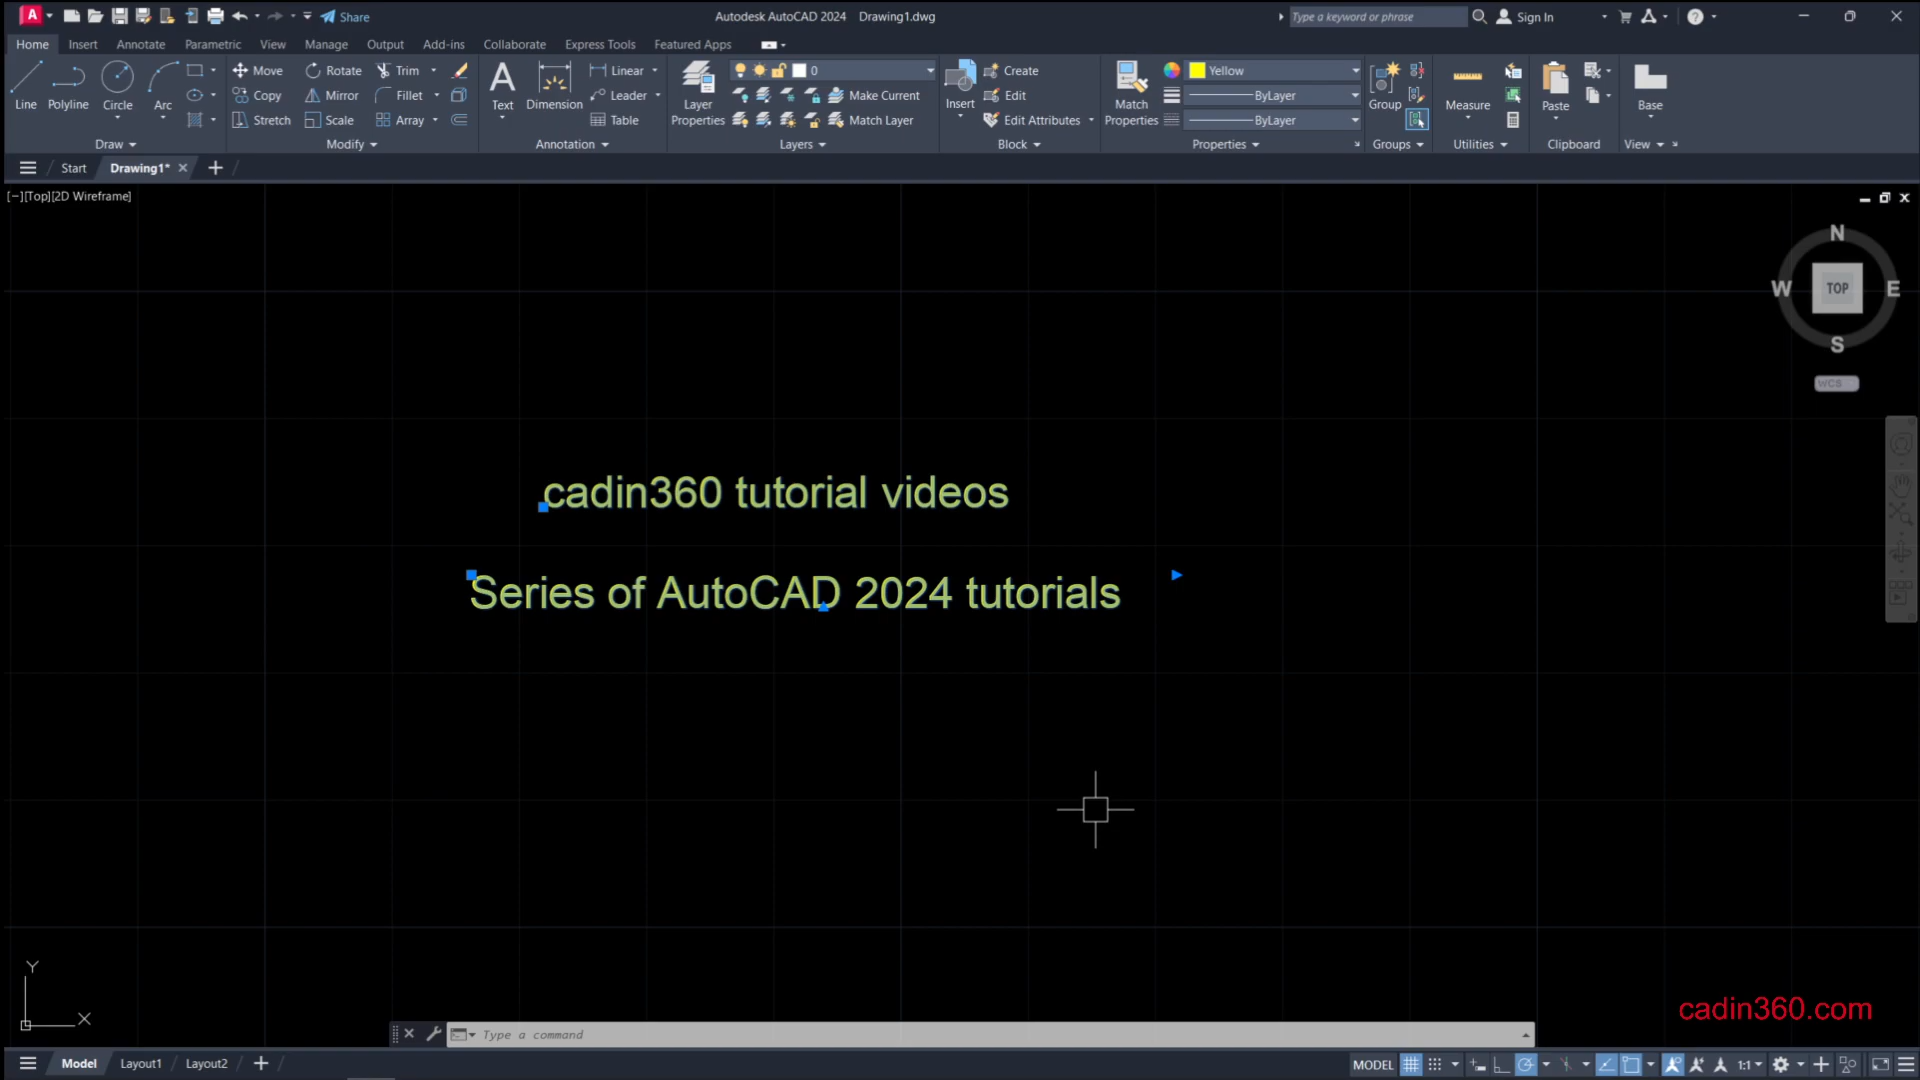 A Share Autodesk AutoCAD 2024 Drawing1.dwg Type a keyword or phrase Sign In
Home Insert Annotate Parametric View Manage Output Add-ins Collaborate Express Tools Featured Apps
Line Polyline Circle Arc
Move Rotate Trim
Copy Mirror Fillet
Stretch Scale Array
Text Dimension
Linear
Leader
Table
Layer Properties
0
Make Current
Match Layer
Insert
Create
Edit
Edit Attributes
Match Properties
Yellow
ByLayer
ByLayer
Group
Measure
Paste
Base
Draw Modify Annotation Layers Block Properties Groups Utilities Clipboard View
Start Drawing1*
[−][Top][2D Wireframe]
N
W TOP E
S
WCS
cadin360 tutorial videos
Series of AutoCAD 2024 tutorials
Y
X
cadin360.com
Type a command
Model Layout1 Layout2 MODEL 1:1